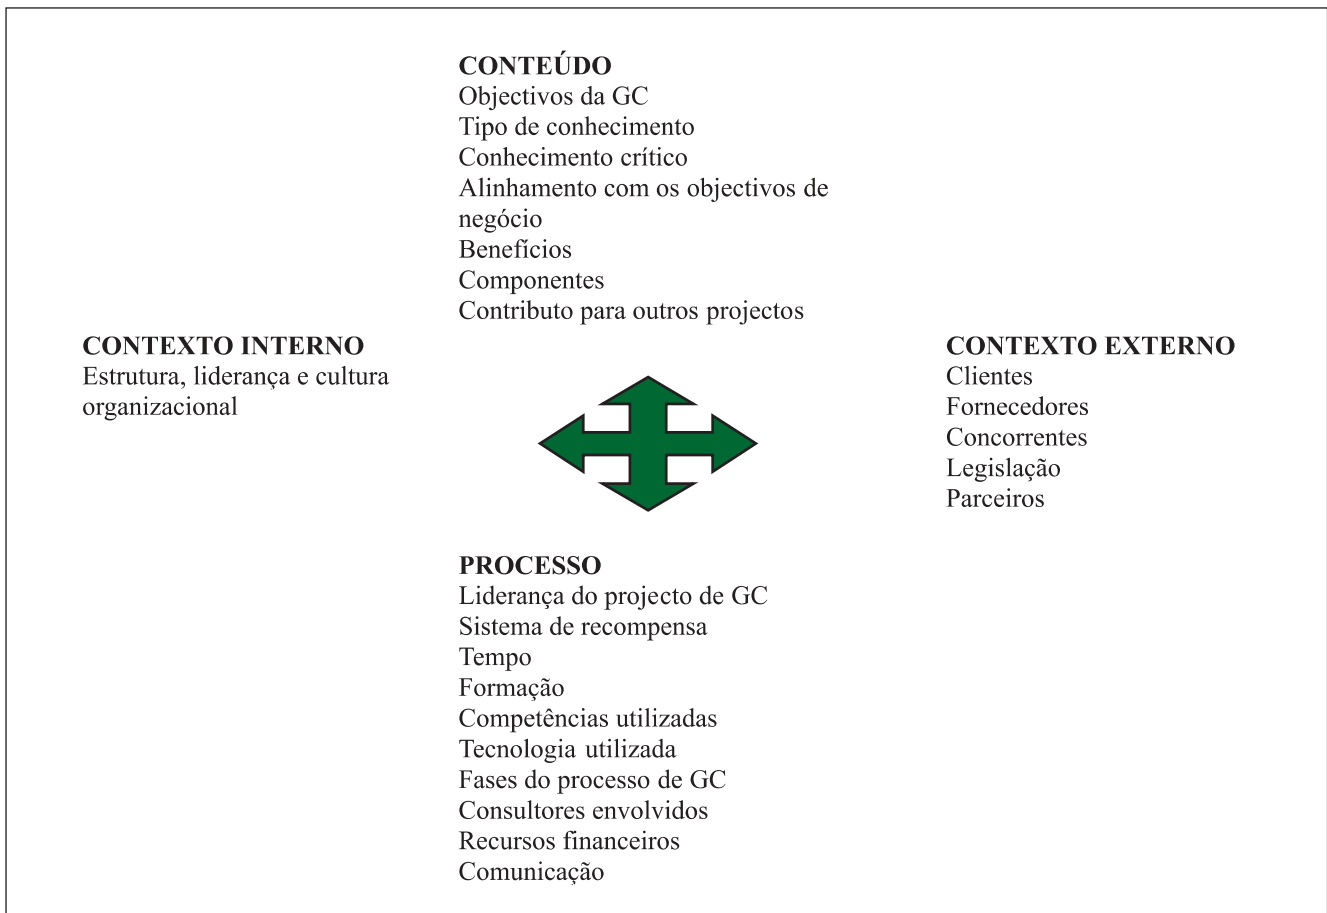 CONTEÚDO
Objectivos da GC
Tipo de conhecimento
Conhecimento crítico
Alinhamento com os objectivos de
negócio
Benefícios
Componentes
Contributo para outros projectos
CONTEXTO INTERNO
Estrutura, liderança e cultura
organizacional
CONTEXTO EXTERNO
Clientes
Fornecedores
Concorrentes
Legislação
Parceiros
PROCESSO
Liderança do projecto de GC
Sistema de recompensa
Tempo
Formação
Competências utilizadas
Tecnologia utilizada
Fases do processo de GC
Consultores envolvidos
Recursos financeiros
Comunicação